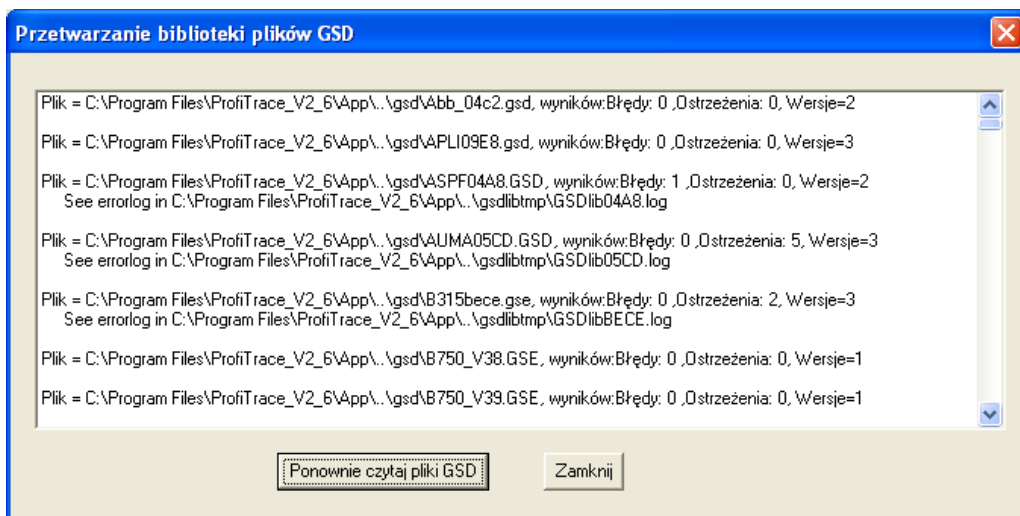 Przetwarzanie biblioteki plików GSD
Plik = C:\Program Files\ProfiTrace_V2_6\App\..\gsd\Abb_04c2.gsd, wyników:Błędy: 0 ,Ostrzeżenia: 0, Wersje=2
Plik = C:\Program Files\ProfiTrace_V2_6\App\..\gsd\APLI09E8.gsd, wyników:Błędy: 0 ,Ostrzeżenia: 0, Wersje=3
Plik = C:\Program Files\ProfiTrace_V2_6\App\..\gsd\ASPF04A8.GSD, wyników:Błędy: 1 ,Ostrzeżenia: 0, Wersje=2
See errorlog in C:\Program Files\ProfiTrace_V2_6\App\..\gsdlibtmp\GSDlib04A8.log
Plik = C:\Program Files\ProfiTrace_V2_6\App\..\gsd\AUMA05CD.GSD, wyników:Błędy: 0 ,Ostrzeżenia: 5, Wersje=3
See errorlog in C:\Program Files\ProfiTrace_V2_6\App\..\gsdlibtmp\GSDlib05CD.log
Plik = C:\Program Files\ProfiTrace_V2_6\App\..\gsd\B315bece.gse, wyników:Błędy: 0 ,Ostrzeżenia: 2, Wersje=3
See errorlog in C:\Program Files\ProfiTrace_V2_6\App\..\gsdlibtmp\GSDlibBECE.log
Plik = C:\Program Files\ProfiTrace_V2_6\App\..\gsd\B750_V38.GSE, wyników:Błędy: 0 ,Ostrzeżenia: 0, Wersje=1
Plik = C:\Program Files\ProfiTrace_V2_6\App\..\gsd\B750_V39.GSE, wyników:Błędy: 0 ,Ostrzeżenia: 0, Wersje=1
Ponownie czytaj pliki GSD
Zamknij